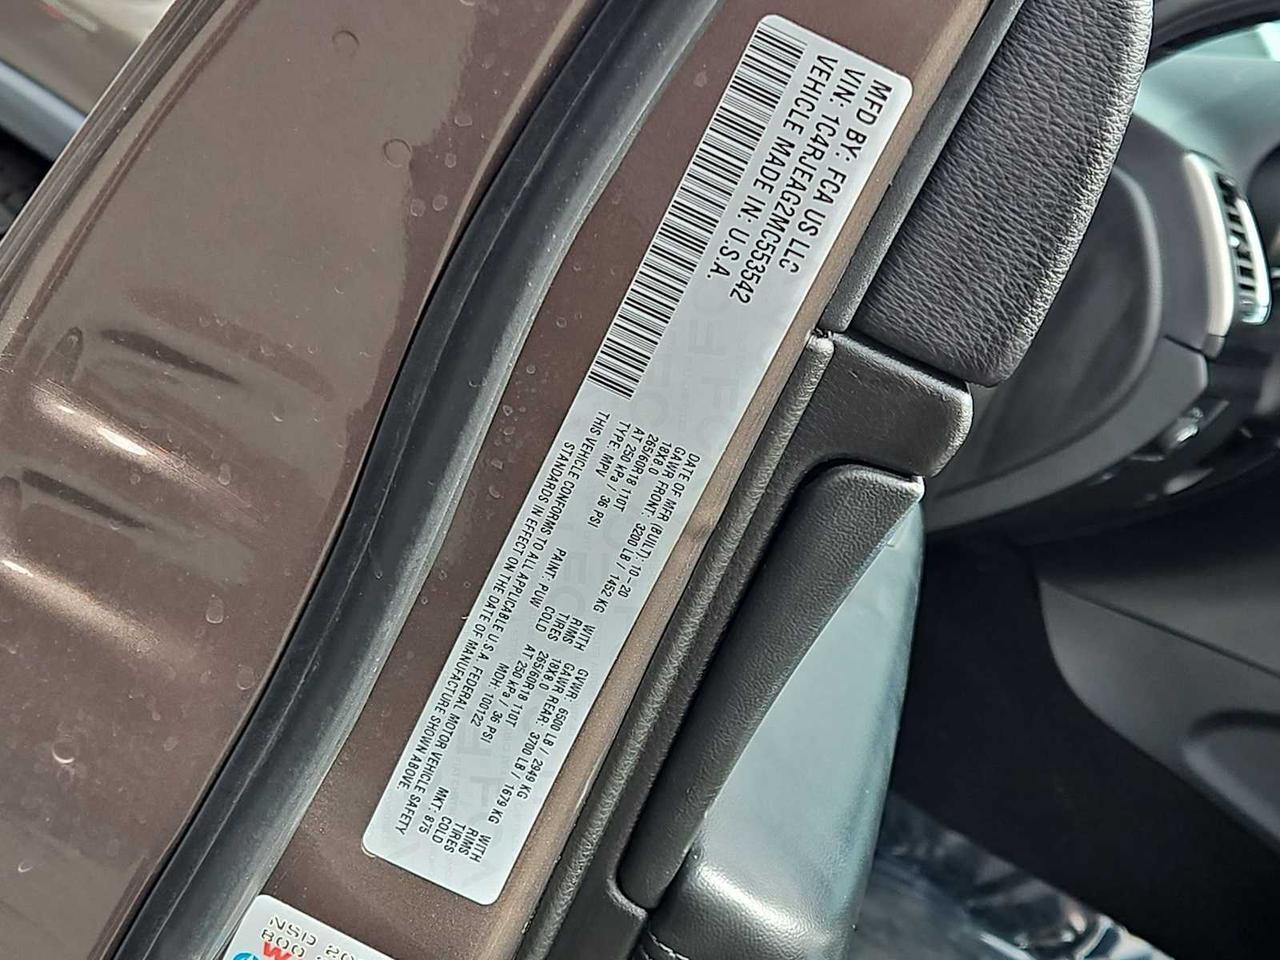 MFD BY: FCA US LLC
VIN: 1C4RJEAG2MC553542
VEHICLE MADE IN: U.S.A.
DATE OF MFR (BUILT): 10-20 GVWR: 6500 LB / 2949 KG
GAWR FRONT: 3200 LB / 1452 KG WITH GAWR REAR: 3700 LB / 1679 KG WITH
18X8.0 RIMS 18X8.0 RIMS
265/60R18 110T TIRES 265/60R18 110T TIRES
AT 250 kPa / 36 PSI COLD AT 250 kPa / 36 PSI COLD
TYPE: MPV PAINT: PUW MDH: 100122 MKT: 875
THIS VEHICLE CONFORMS TO ALL APPLICABLE U.S.A. FEDERAL MOTOR VEHICLE SAFETY
STANDARDS IN EFFECT ON THE DATE OF MANUFACTURE SHOWN ABOVE.
NSD 20
800